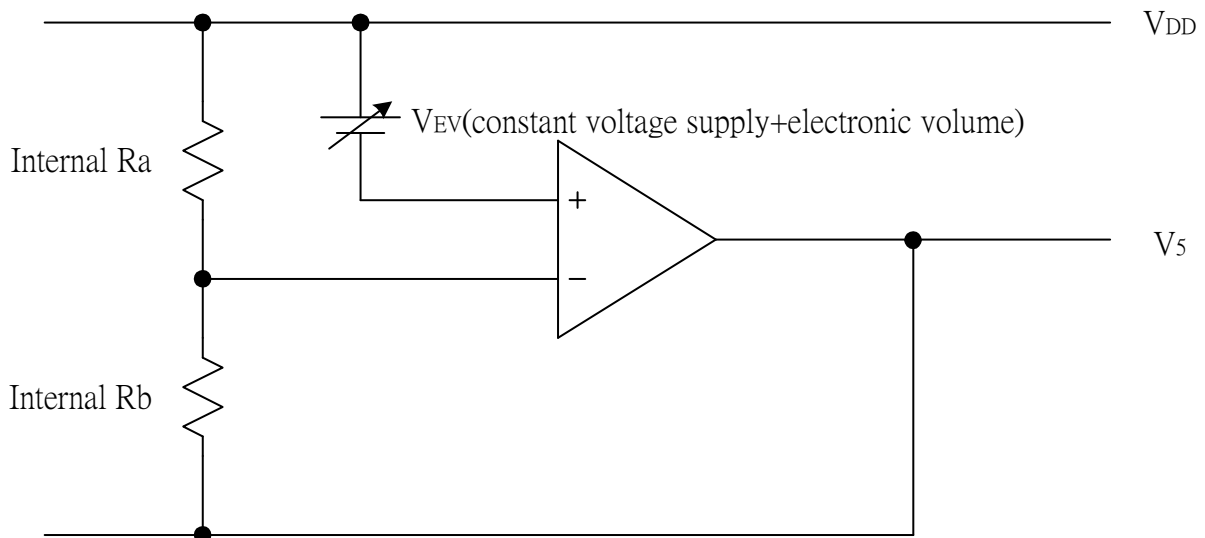 VDD
VEV(constant voltage supply+electronic volume)
Internal Ra
+
V5
−
Internal Rb